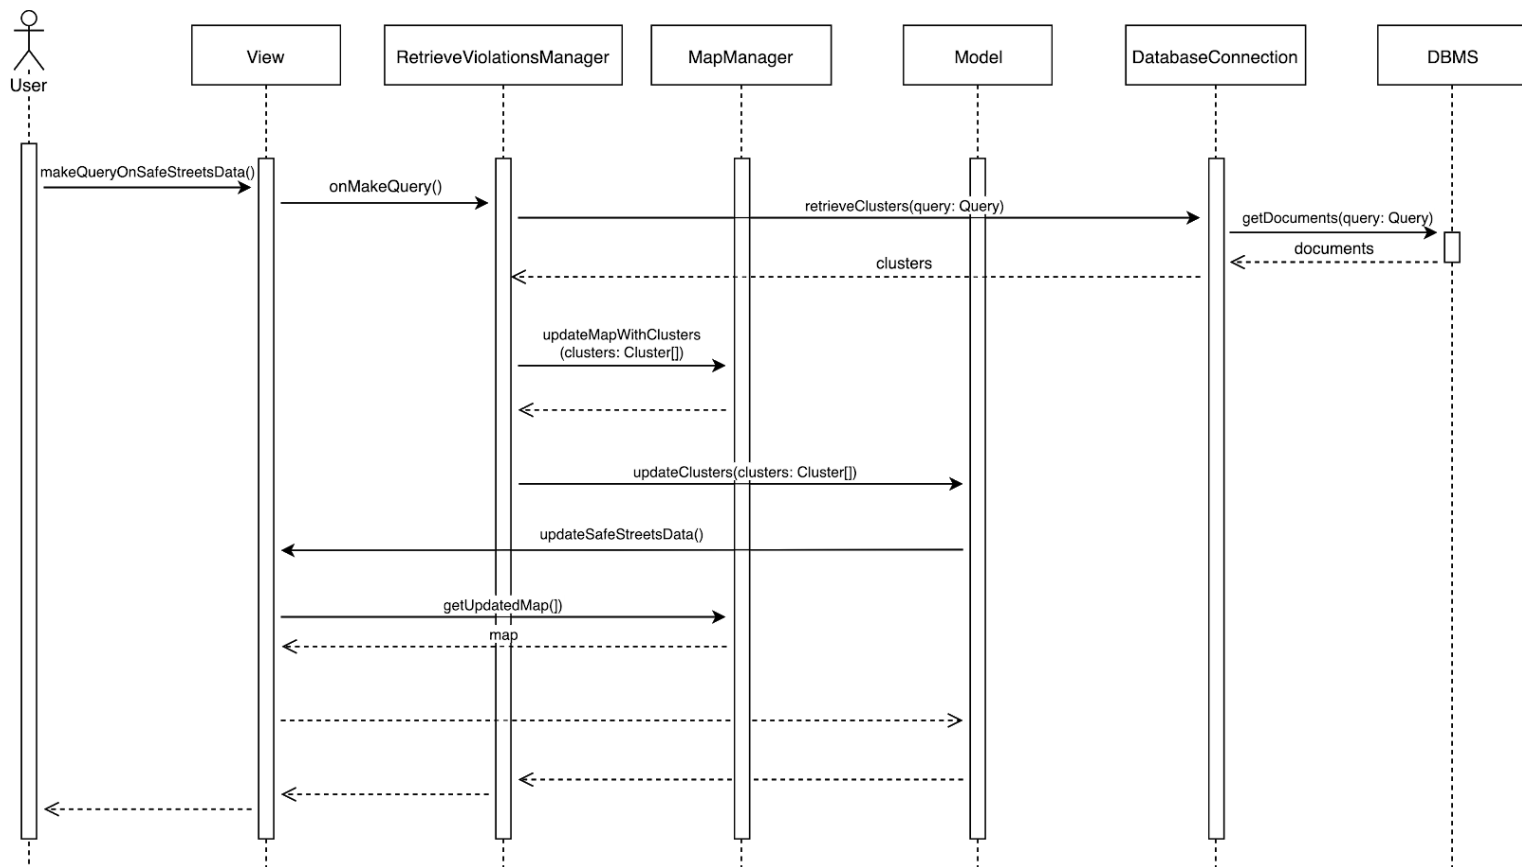 User
View
RetrieveViolationsManager
MapManager
Model
DatabaseConnection
DBMS
makeQueryOnSafeStreetsData()
onMakeQuery()
retrieveClusters(query: Query)
getDocuments(query: Query)
documents
clusters
updateMapWithClusters
(clusters: Cluster[])
updateClusters(clusters: Cluster[])
updateSafeStreetsData()
getUpdatedMap(])
map